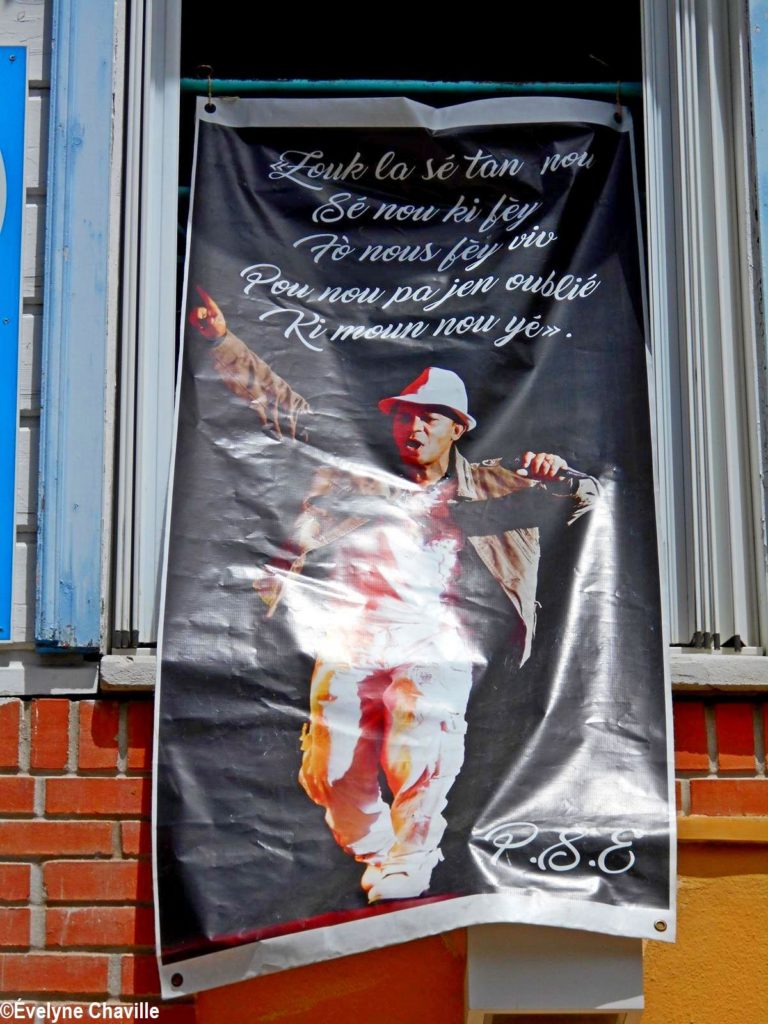 «Zouk la sé tan nou
Sé nou ki fèy
Fò nous fèy viv
Pou nou pa jen oublié
Ki moun nou yé».
P.S.E
©Évelyne Chaville